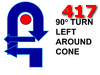 417
90° TURN
LEFT
AROUND
CONE